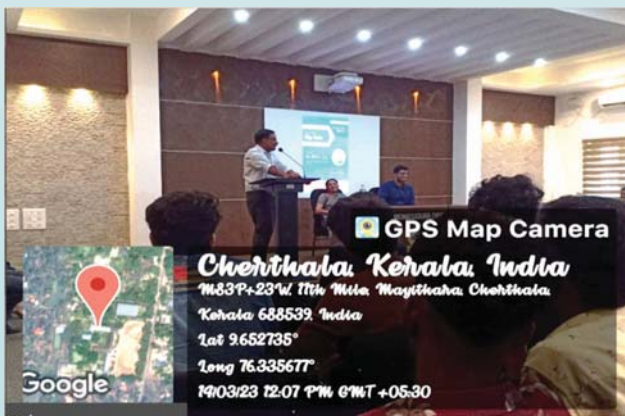 GPS Map Camera
Cherthala, Kerala, India
M83P+23W, 11th Mile, Mayithara, Cherthala,
Kerala 688539, India
Lat 9.652735°
Long 76.335677°
14/03/23 12:07 PM GMT +05:30
Google